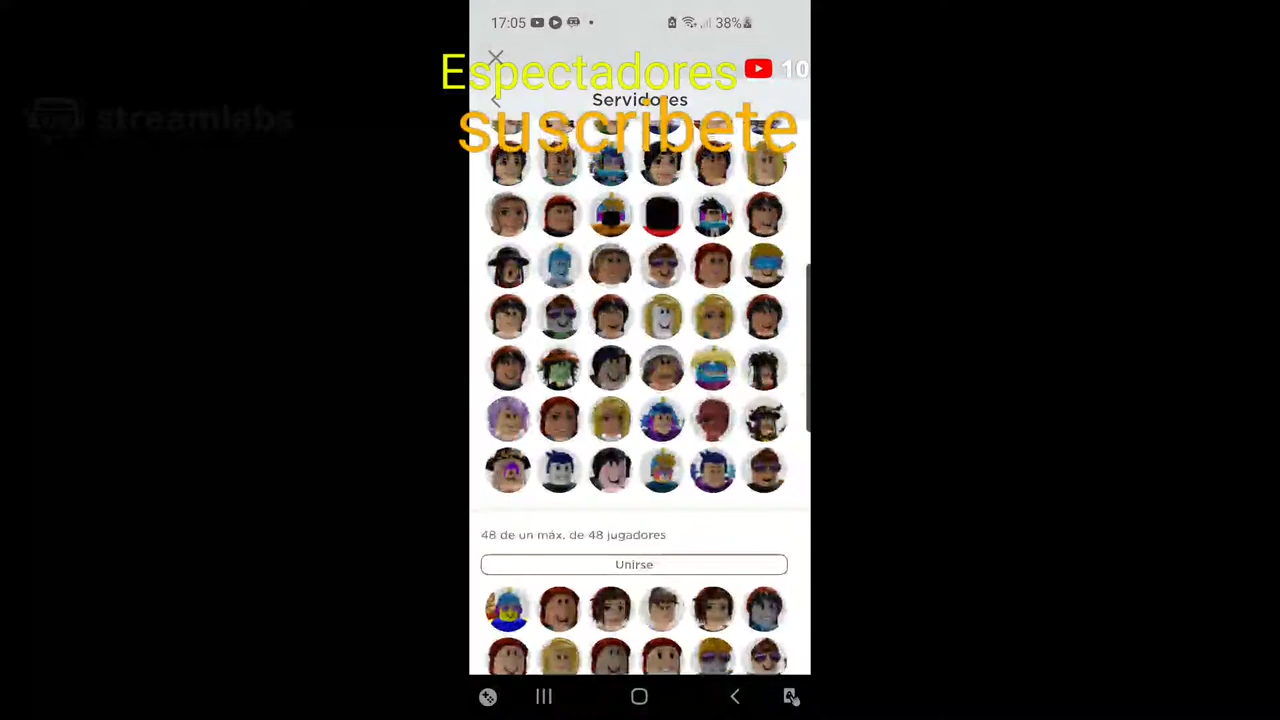 17:05
38%
Espectadores 10
Servidores
suscribete
streamlabs
48 de un máx. de 48 jugadores
Unirse